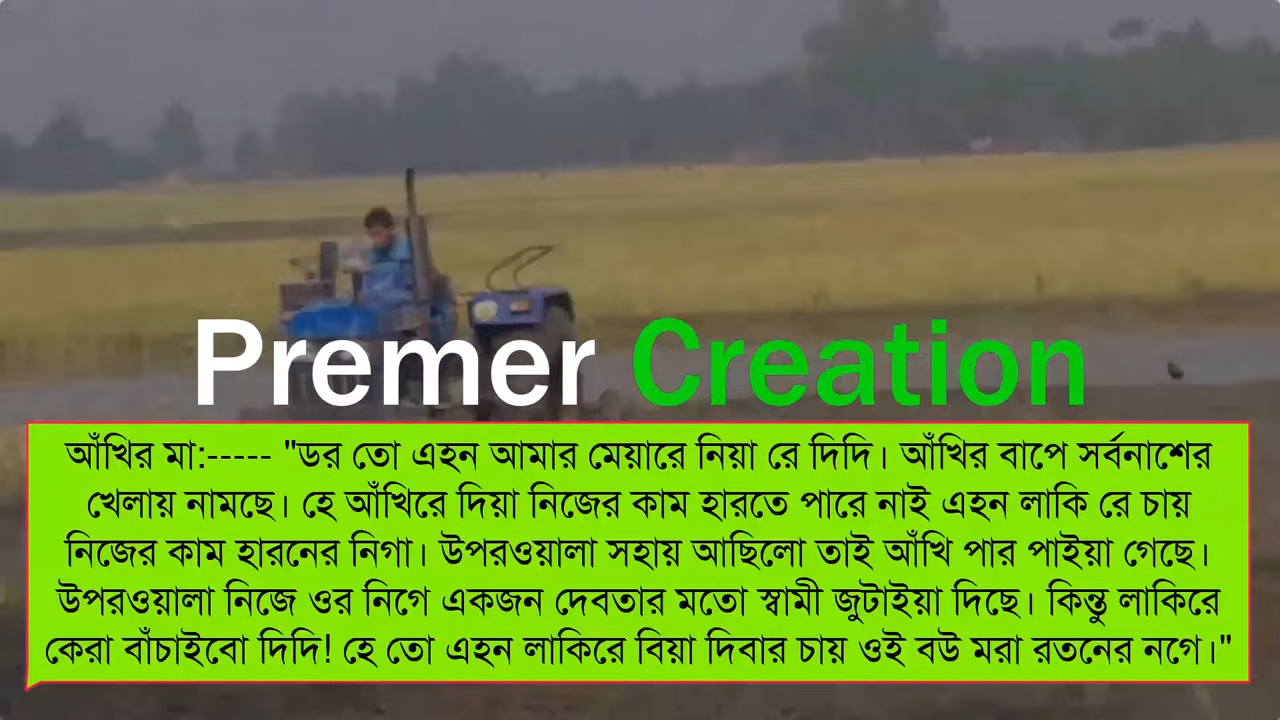 Premer Creation
আঁখির মা:----- "ডর তো এহন আমার মেয়ারে নিয়া রে দিদি। আঁখির বাপে সর্বনাশের
খেলায় নামছে। হে আঁখিরে দিয়া নিজের কাম হারতে পারে নাই এহন লাকি রে চায়
নিজের কাম হারনের নিগা। উপরওয়ালা সহায় আছিলো তাই আঁখি পার পাইয়া গেছে।
উপরওয়ালা নিজে ওর নিগে একজন দেবতার মতো স্বামী জুটাইয়া দিছে। কিন্তু লাকিরে
কেরা বাঁচাইবো দিদি! হে তো এহন লাকিরে বিয়া দিবার চায় ওই বউ মরা রতনের নগে।"